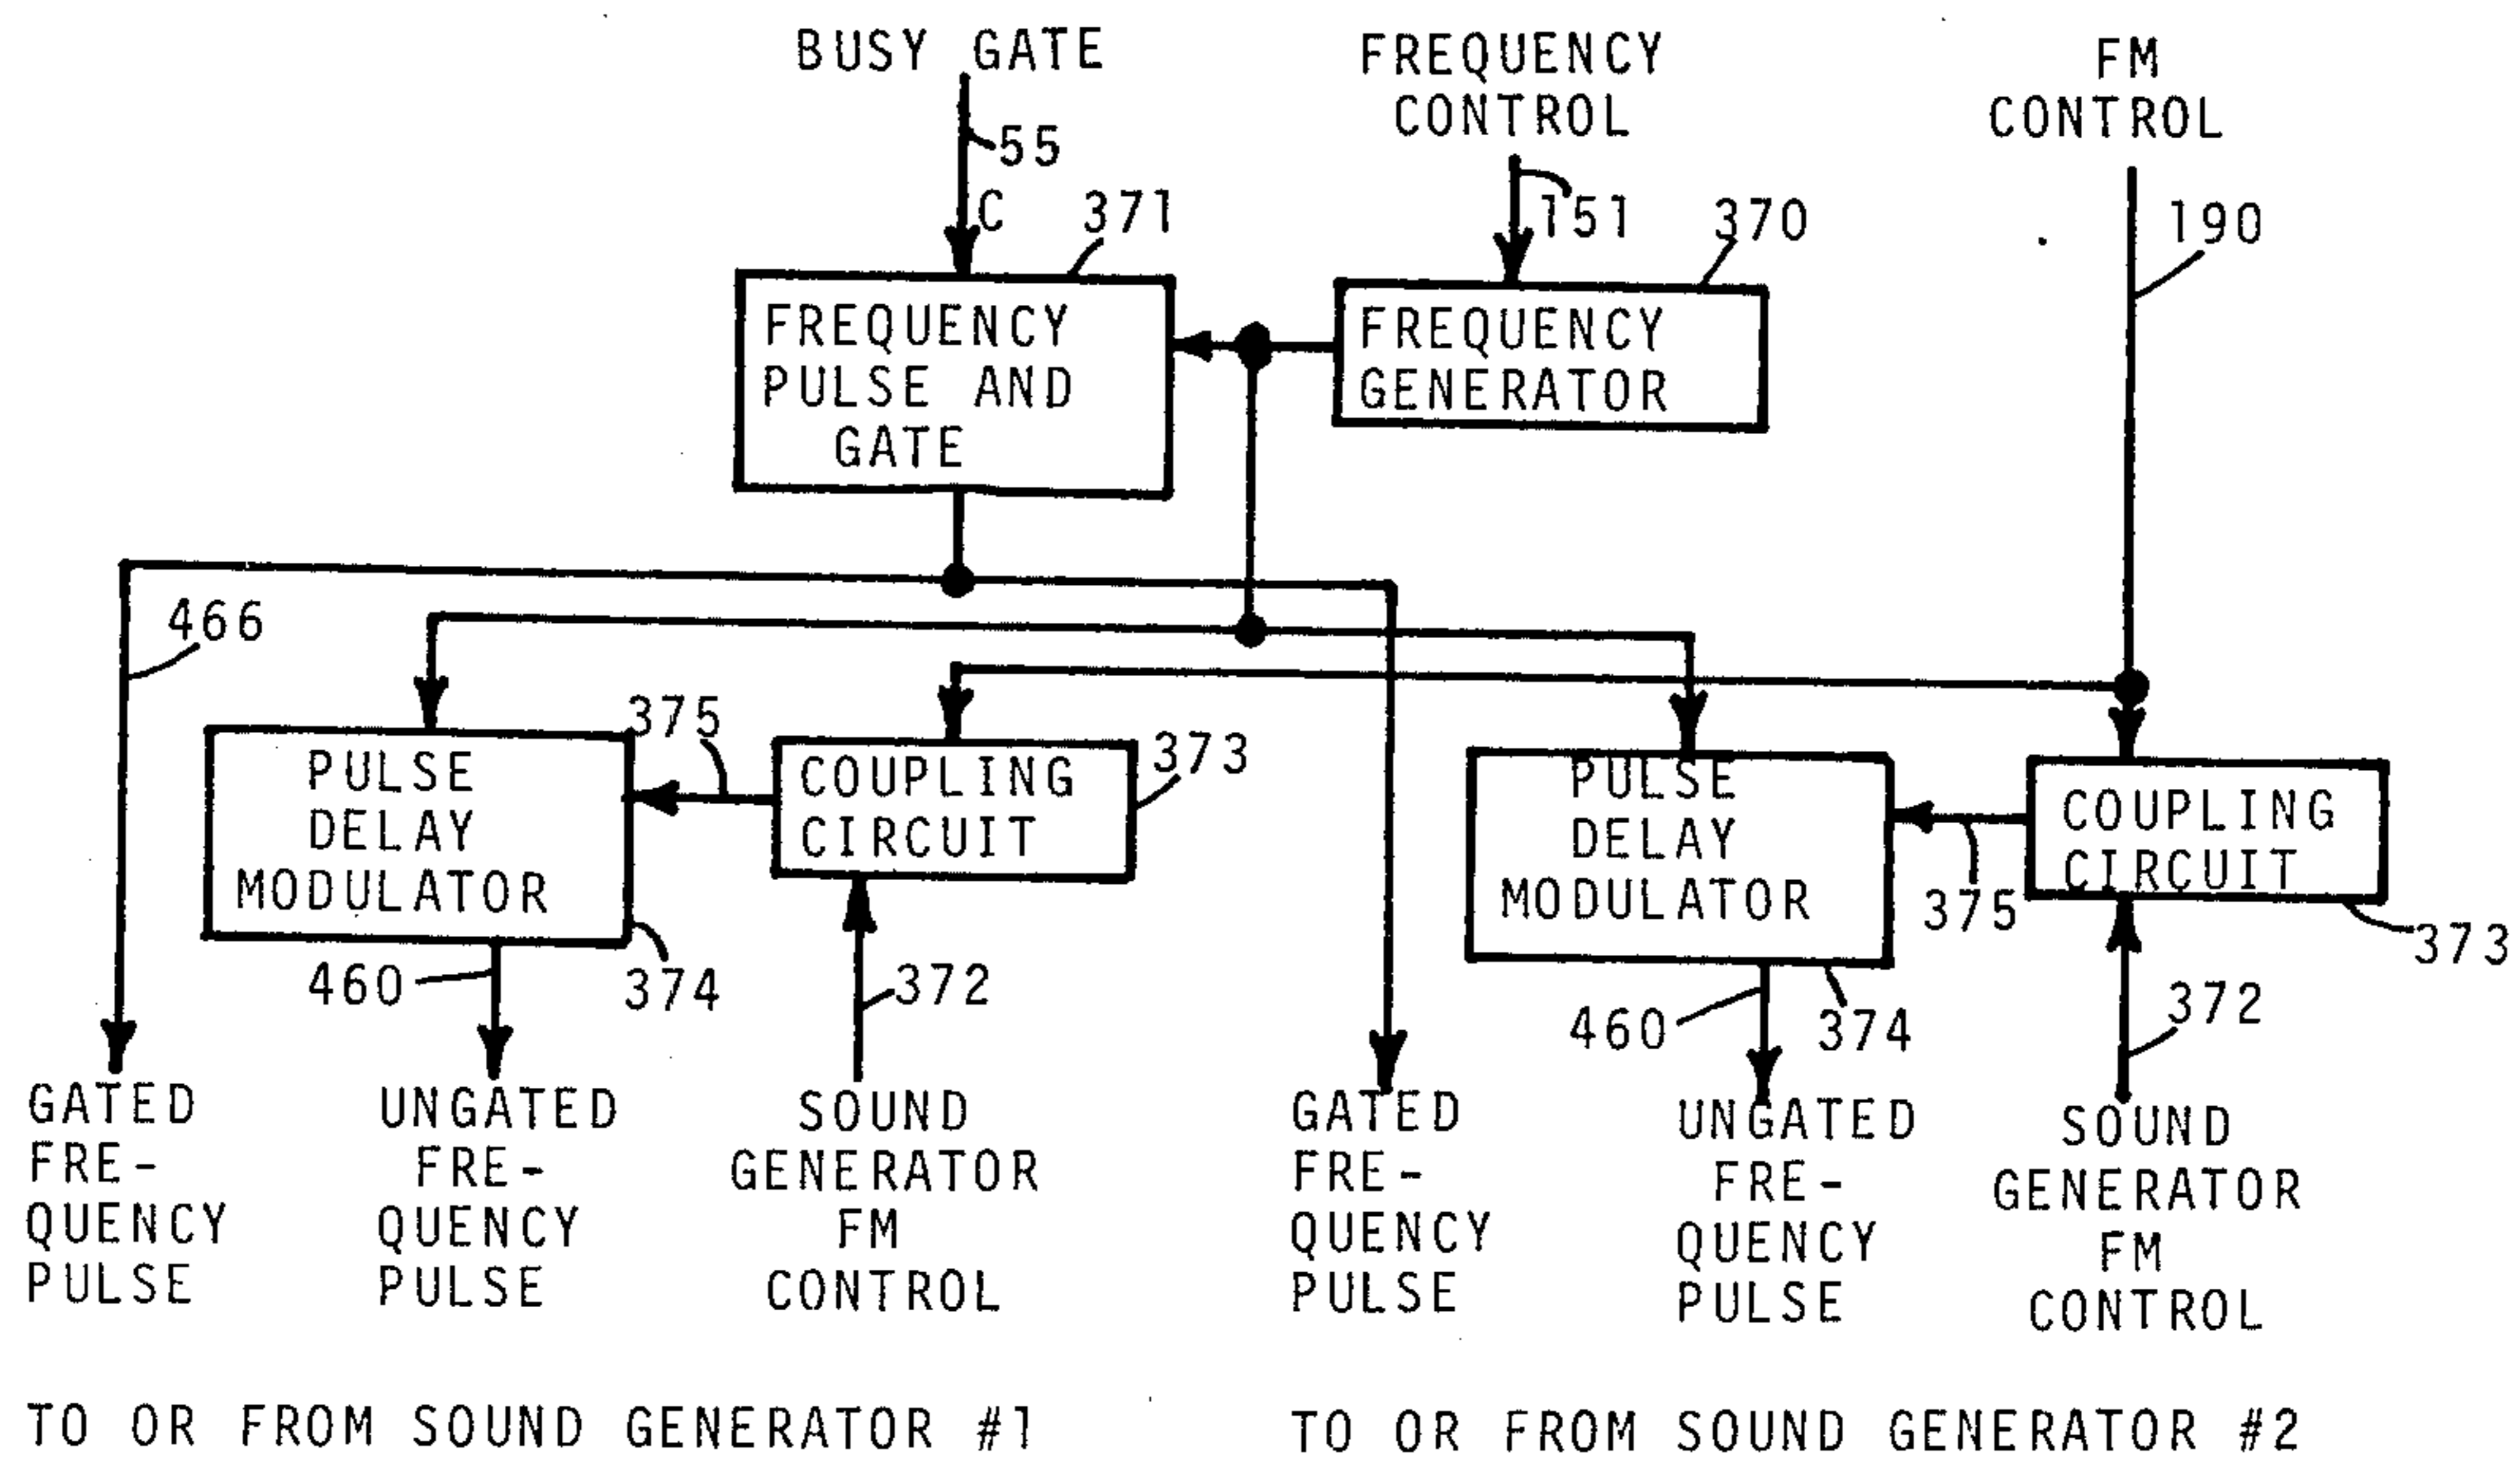 BUSY GATE
55
C
FREQUENCY
CONTROL
151
FM
CONTROL
190
371
370
FREQUENCY
PULSE AND
GATE
FREQUENCY
GENERATOR
466
375
PULSE
DELAY
MODULATOR
COUPLING
CIRCUIT
373
PULSE
DELAY
MODULATOR
COUPLING
CIRCUIT
375
373
460
374
372
460
374
372
GATED
FRE-
QUENCY
PULSE
UNGATED
FRE-
QUENCY
PULSE
SOUND
GENERATOR
FM
CONTROL
GATED
FRE-
QUENCY
PULSE
UNGATED
FRE-
QUENCY
PULSE
SOUND
GENERATOR
FM
CONTROL
TO OR FROM SOUND GENERATOR #1
TO OR FROM SOUND GENERATOR #2